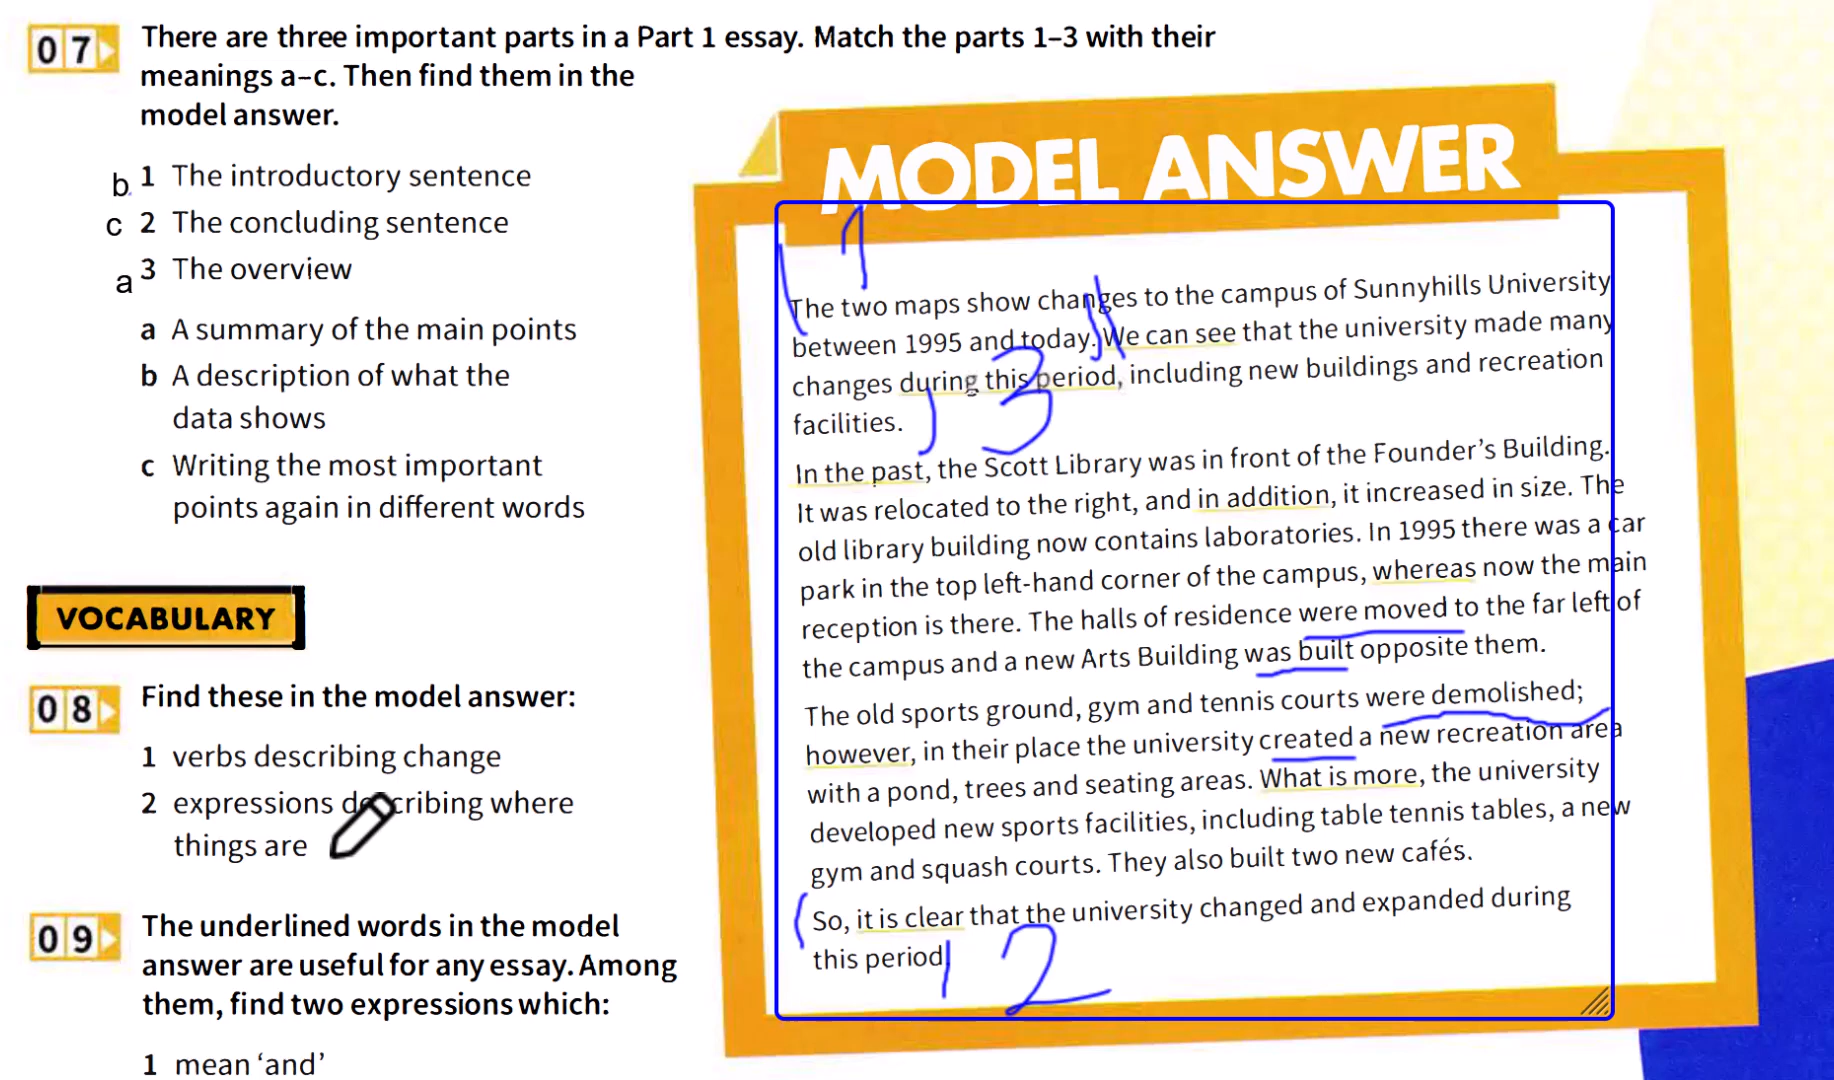 07 There are three important parts in a Part 1 essay. Match the parts 1–3 with their
meanings a–c. Then find them in the
model answer.
b. 1 The introductory sentence
c 2 The concluding sentence
a 3 The overview
a A summary of the main points
b A description of what the
data shows
c Writing the most important
points again in different words
VOCABULARY
08 Find these in the model answer:
1 verbs describing change
2 expressions describing where
things are
09 The underlined words in the model
answer are useful for any essay. Among
them, find two expressions which:
1 mean ‘and’
MODEL ANSWER
1
The two maps show changes to the campus of Sunnyhills University
between 1995 and today. We can see that the university made many
changes during this period, including new buildings and recreation
facilities.
3
In the past, the Scott Library was in front of the Founder’s Building.
It was relocated to the right, and in addition, it increased in size. The
old library building now contains laboratories. In 1995 there was a car
park in the top left-hand corner of the campus, whereas now the main
reception is there. The halls of residence were moved to the far left of
the campus and a new Arts Building was built opposite them.
The old sports ground, gym and tennis courts were demolished;
however, in their place the university created a new recreation area
with a pond, trees and seating areas. What is more, the university
developed new sports facilities, including table tennis tables, a new
gym and squash courts. They also built two new cafés.
So, it is clear that the university changed and expanded during
this period.
2